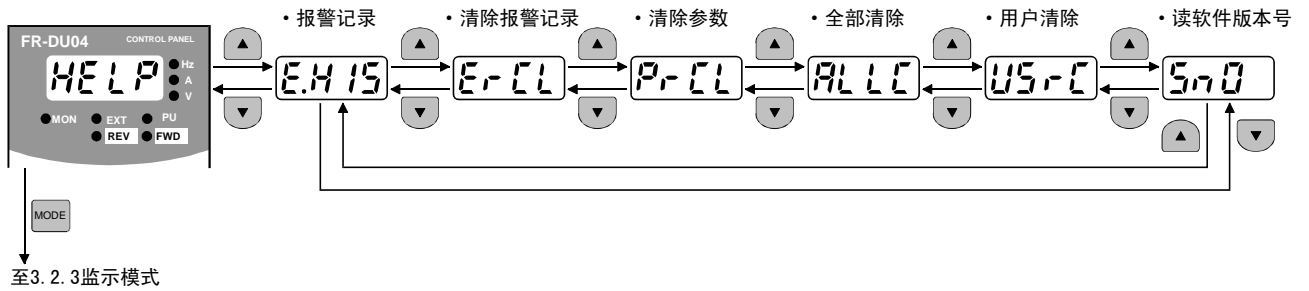 ·报警记录
·清除报警记录
·清除参数
·全部清除
·用户清除
·读软件版本号
FR-DU04
CONTROL PANEL
HELP
Hz
A
V
MON
EXT
PU
REV
FWD
E.HIS
ErCL
PrCL
ALLC
USrC
Sn0
MODE
至3.2.3监示模式